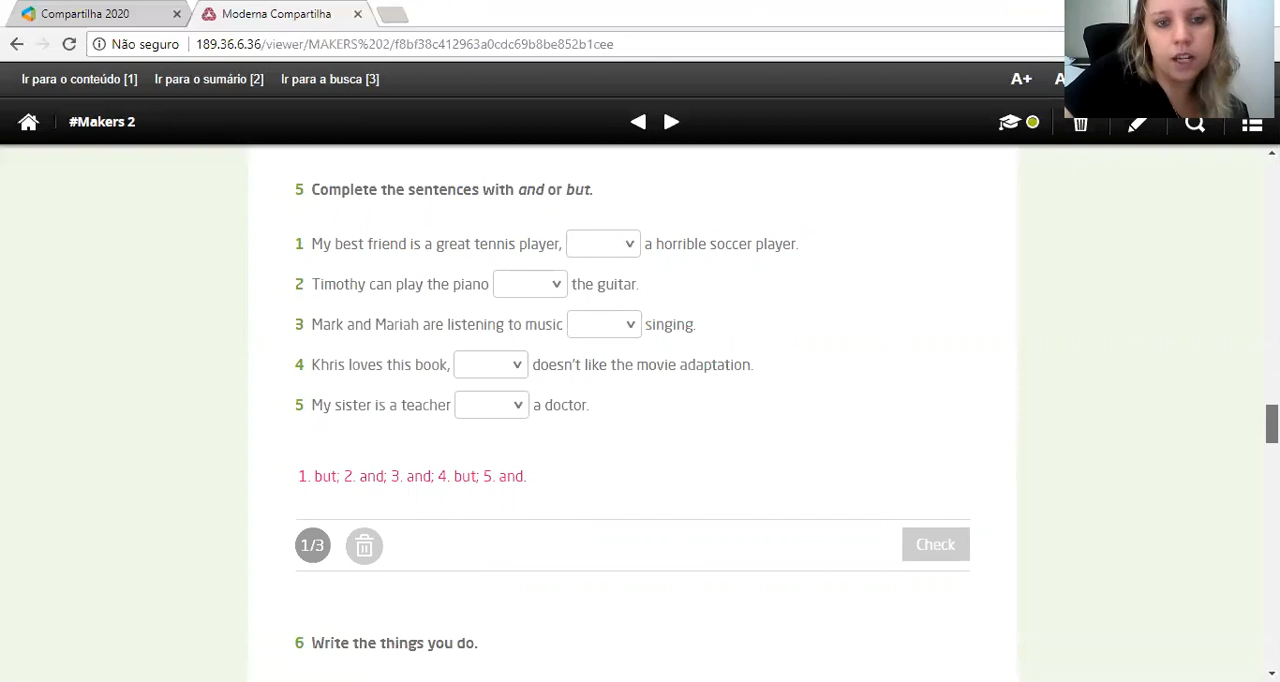 Compartilha 2020
Moderna Compartilha
Não seguro
189.36.6.36/viewer/MAKERS%202/f8bf38c412963a0cdc69b8be852b1cee
Ir para o conteúdo [1] Ir para o sumário [2] Ir para a busca [3] A+ A
#Makers 2
5 Complete the sentences with and or but.
1 My best friend is a great tennis player, a horrible soccer player.
2 Timothy can play the piano the guitar.
3 Mark and Mariah are listening to music singing.
4 Khris loves this book, doesn't like the movie adaptation.
5 My sister is a teacher a doctor.
1. but; 2. and; 3. and; 4. but; 5. and.
1/3 Check
6 Write the things you do.